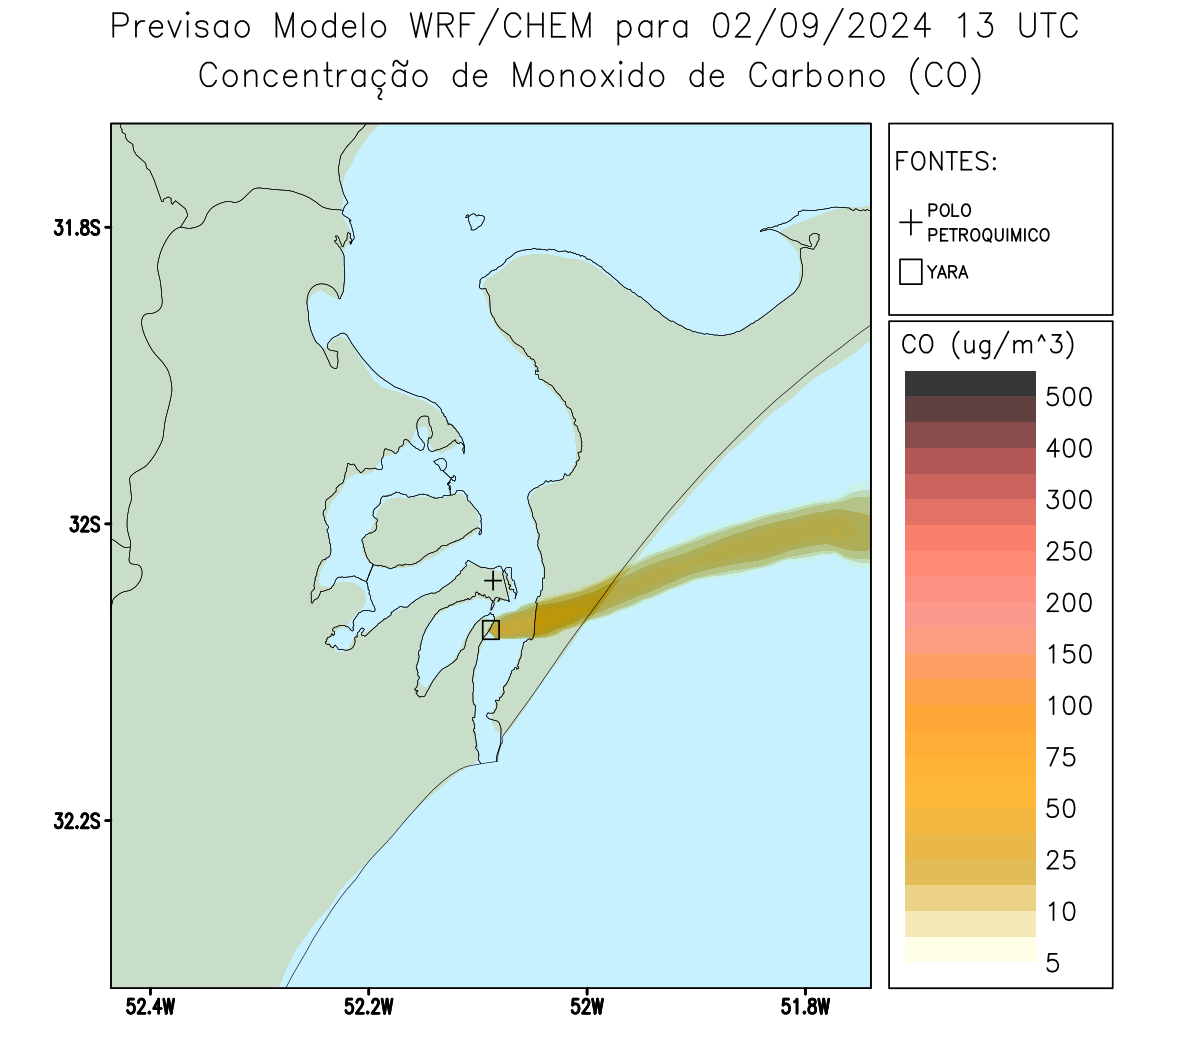 Previsao Modelo WRF/CHEM para 02/09/2024 13 UTC
Concentração de Monoxido de Carbono (CO)
FONTES:
POLO
PETROQUIMICO
YARA
CO (ug/m^3)
500
400
300
250
200
150
100
75
50
25
10
5
31.8S
32S
32.2S
52.4W
52.2W
52W
51.8W